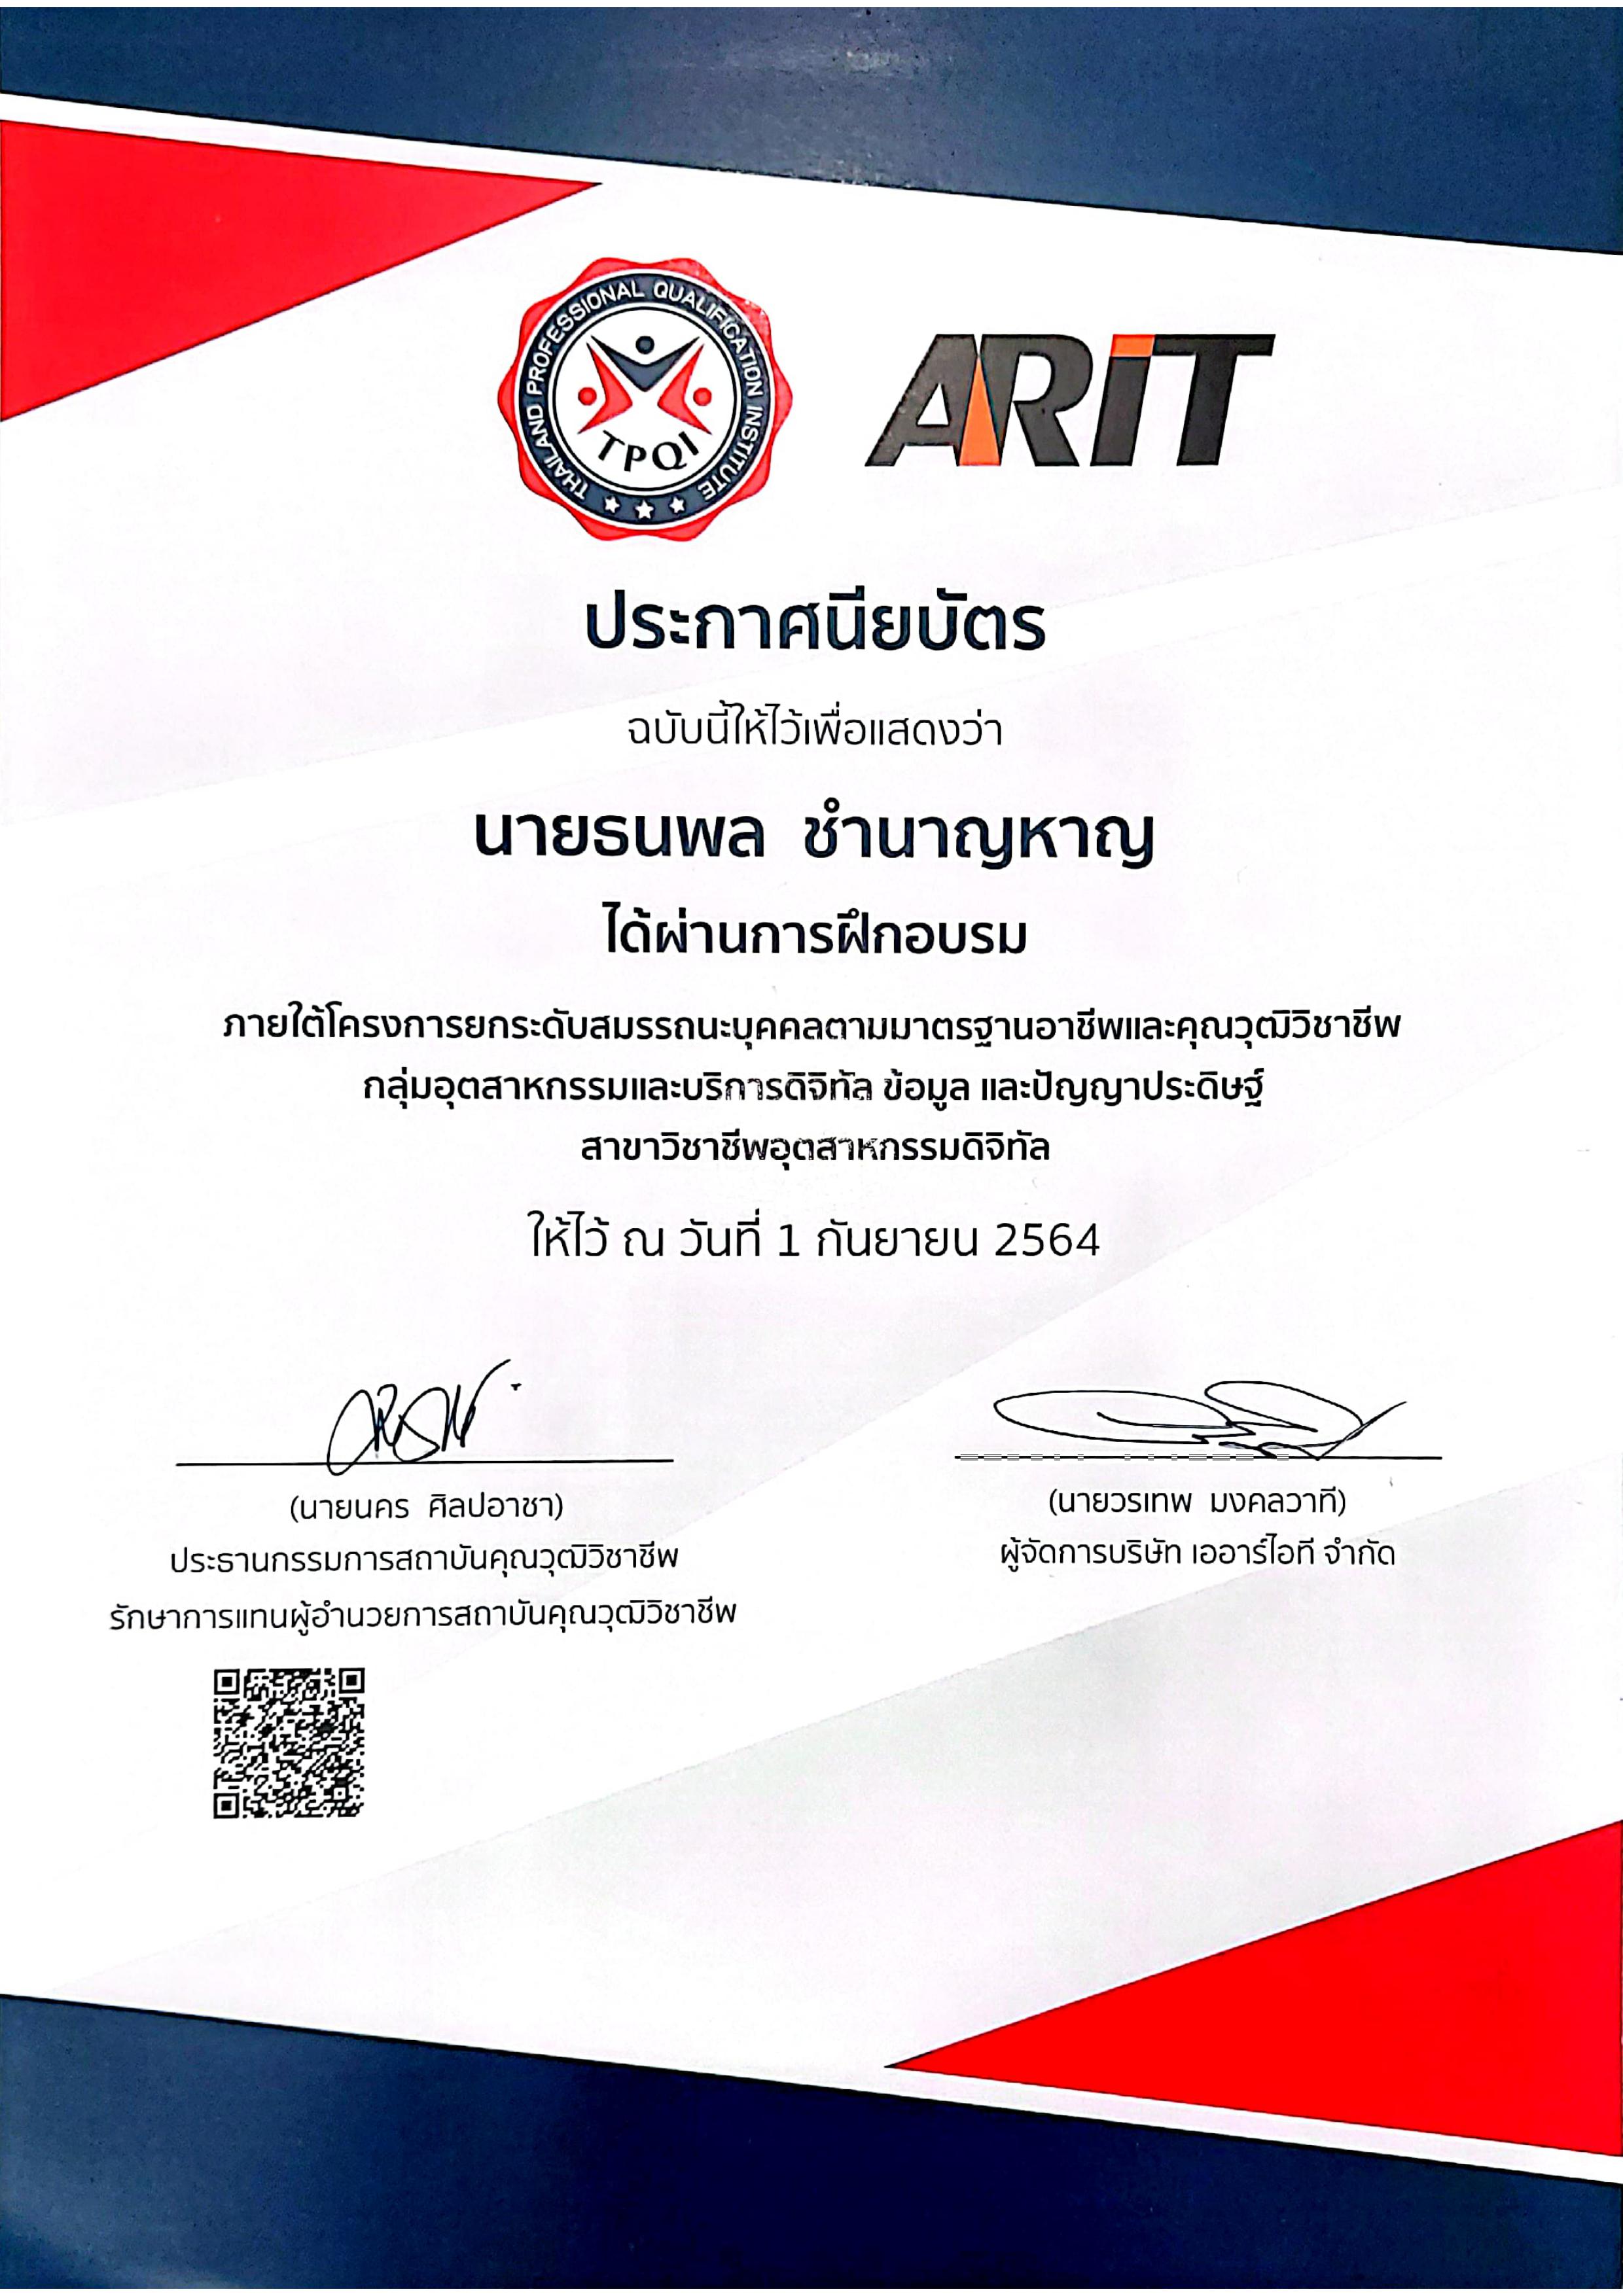 THAILAND PROFESSIONAL QUALIFICATION INSTITUTE
TPQI
ARIT
ประกาศนียบัตร
ฉบับนี้ให้ไว้เพื่อแสดงว่า
นายธนพล ชำนาญหาญ
ได้ผ่านการฝึกอบรม
ภายใต้โครงการยกระดับสมรรถนะบุคคลตามมาตรฐานอาชีพและคุณวุฒิวิชาชีพ
กลุ่มอุตสาหกรรมและบริการดิจิทัล ข้อมูล และปัญญาประดิษฐ์
สาขาวิชาชีพอุตสาหกรรมดิจิทัล
ให้ไว้ ณ วันที่ 1 กันยายน 2564
(นายนคร ศิลปอาชา)
ประธานกรรมการสถาบันคุณวุฒิวิชาชีพ
รักษาการแทนผู้อำนวยการสถาบันคุณวุฒิวิชาชีพ
(นายวรเทพ มงคลวาที)
ผู้จัดการบริษัท เออาร์ไอที จำกัด